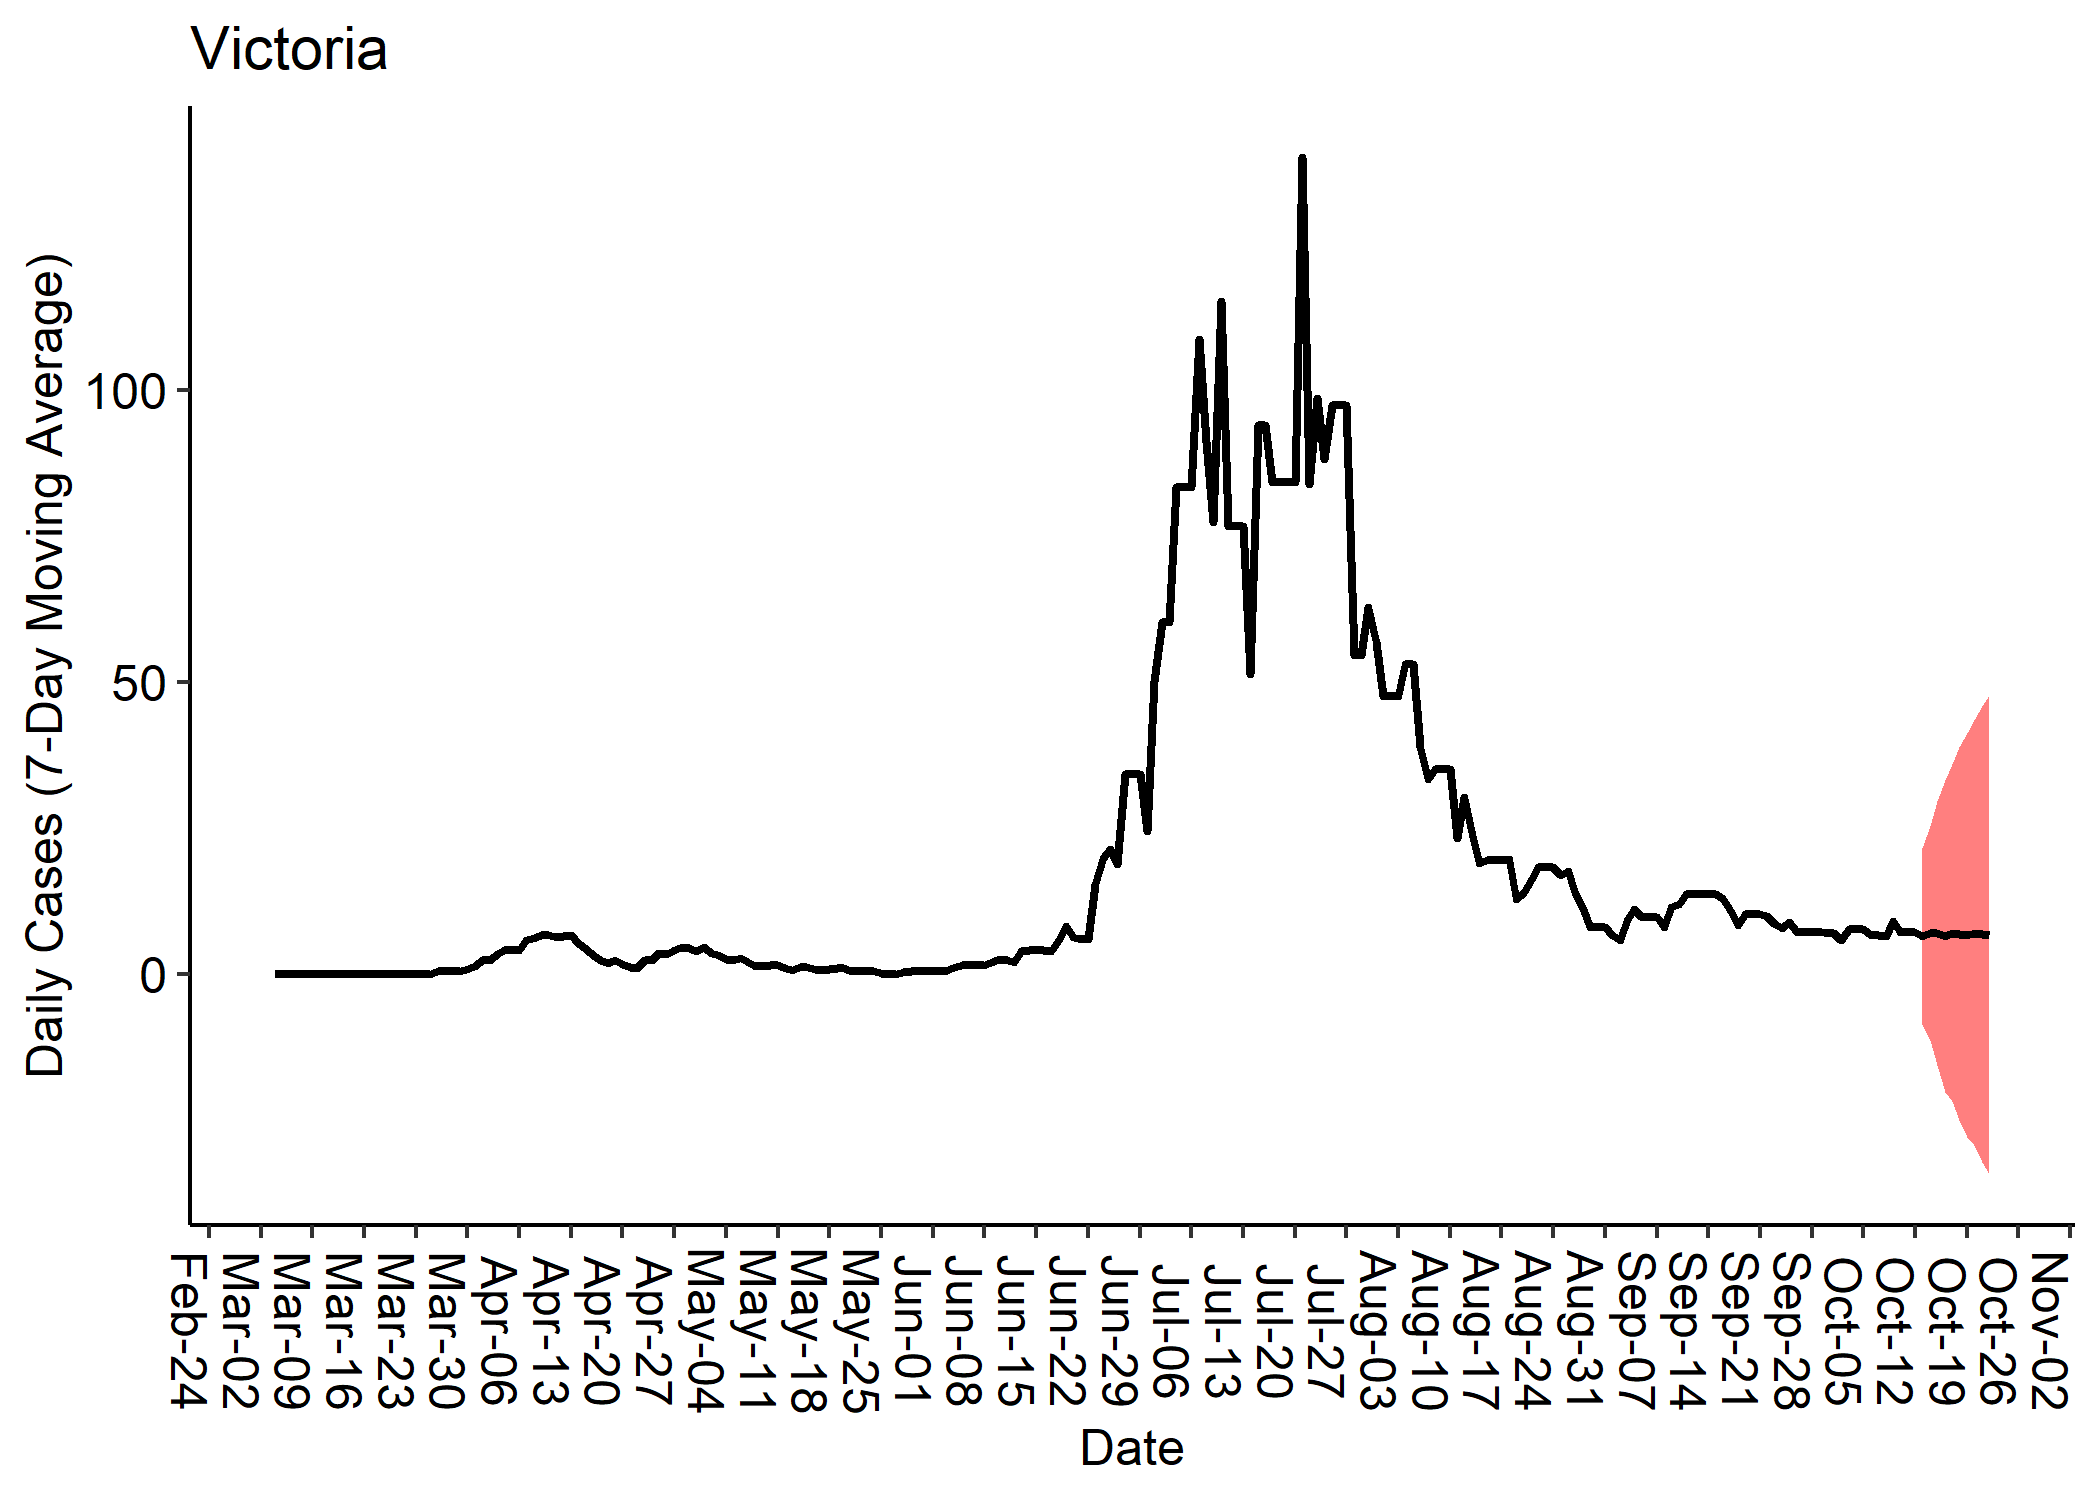 Victoria
Daily Cases (7-Day Moving Average)
100
50
0
Feb-24
Mar-02
Mar-09
Mar-16
Mar-23
Mar-30
Apr-06
Apr-13
Apr-20
Apr-27
May-04
May-11
May-18
May-25
Jun-01
Jun-08
Jun-15
Jun-22
Jun-29
Jul-06
Jul-13
Jul-20
Jul-27
Aug-03
Aug-10
Aug-17
Aug-24
Aug-31
Sep-07
Sep-14
Sep-21
Sep-28
Oct-05
Oct-12
Oct-19
Oct-26
Nov-02
Date